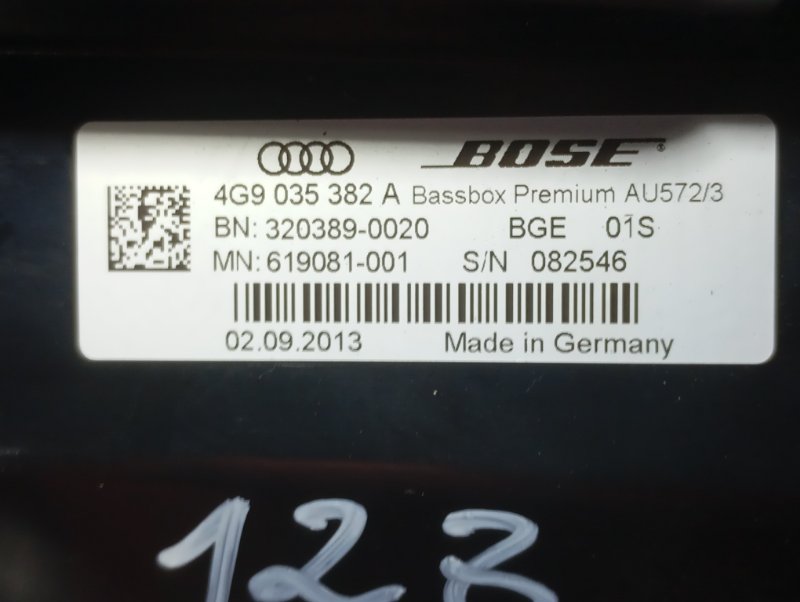 BOSE®
4G9 035 382 A Bassbox Premium AU572/3
BN: 320389-0020 BGE 01S
MN: 619081-001 S/N 082546
02.09.2013 Made in Germany
123